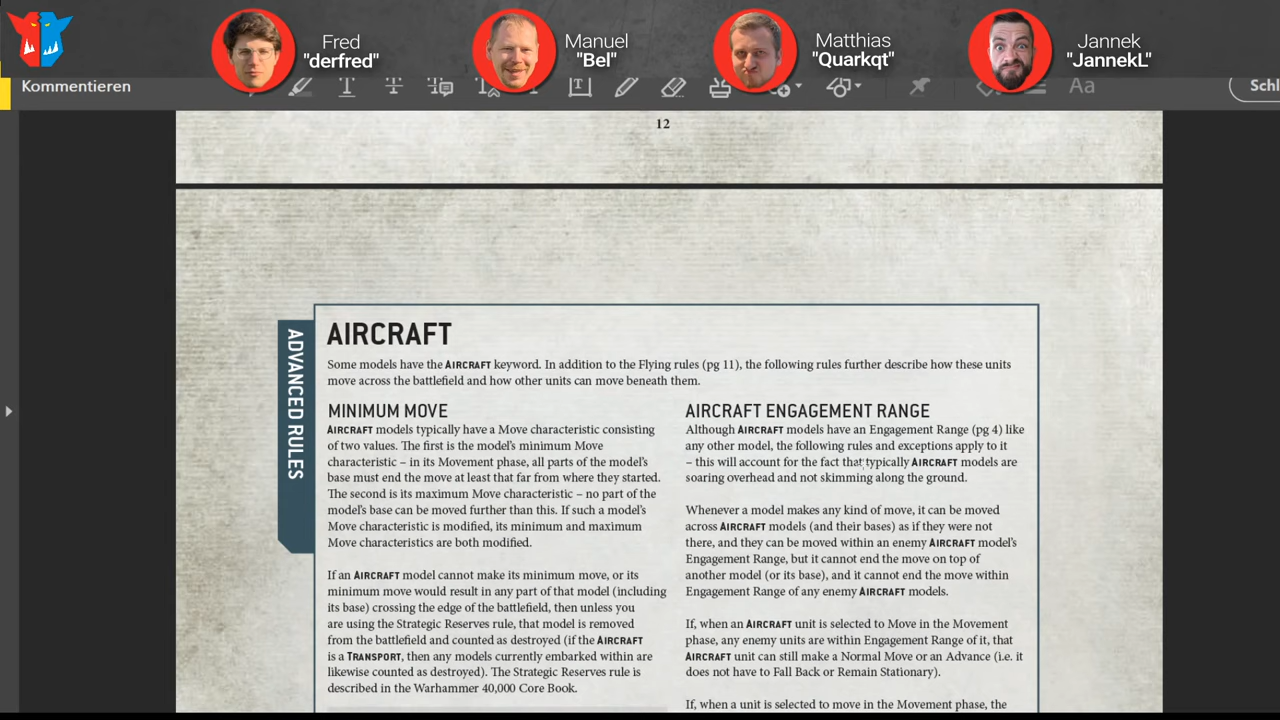 Fred
"derfred"
Manuel
"Bel"
Matthias
"Quarkqt"
Jannek
"JannekL"
Kommentieren
Aa
Schl
12
ADVANCED RULES
AIRCRAFT
Some models have the AIRCRAFT keyword. In addition to the Flying rules (pg 11), the following rules further describe how these units
move across the battlefield and how other units can move beneath them.
MINIMUM MOVE
AIRCRAFT models typically have a Move characteristic consisting
of two values. The first is the model's minimum Move
characteristic – in its Movement phase, all parts of the model's
base must end the move at least that far from where they started.
The second is its maximum Move characteristic – no part of the
model's base can be moved further than this. If such a model's
Move characteristic is modified, its minimum and maximum
Move characteristics are both modified.
If an AIRCRAFT model cannot make its minimum move, or its
minimum move would result in any part of that model (including
its base) crossing the edge of the battlefield, then unless you
are using the Strategic Reserves rule, that model is removed
from the battlefield and counted as destroyed (if the AIRCRAFT
is a TRANSPORT, then any models currently embarked within are
likewise counted as destroyed). The Strategic Reserves rule is
described in the Warhammer 40,000 Core Book.
AIRCRAFT ENGAGEMENT RANGE
Although AIRCRAFT models have an Engagement Range (pg 4) like
any other model, the following rules and exceptions apply to it
– this will account for the fact that typically AIRCRAFT models are
soaring overhead and not skimming along the ground.
Whenever a model makes any kind of move, it can be moved
across AIRCRAFT models (and their bases) as if they were not
there, and they can be moved within an enemy AIRCRAFT model's
Engagement Range, but it cannot end the move on top of
another model (or its base), and it cannot end the move within
Engagement Range of any enemy AIRCRAFT models.
If, when an AIRCRAFT unit is selected to Move in the Movement
phase, any enemy units are within Engagement Range of it, that
AIRCRAFT unit can still make a Normal Move or an Advance (i.e. it
does not have to Fall Back or Remain Stationary).
If, when a unit is selected to move in the Movement phase, the